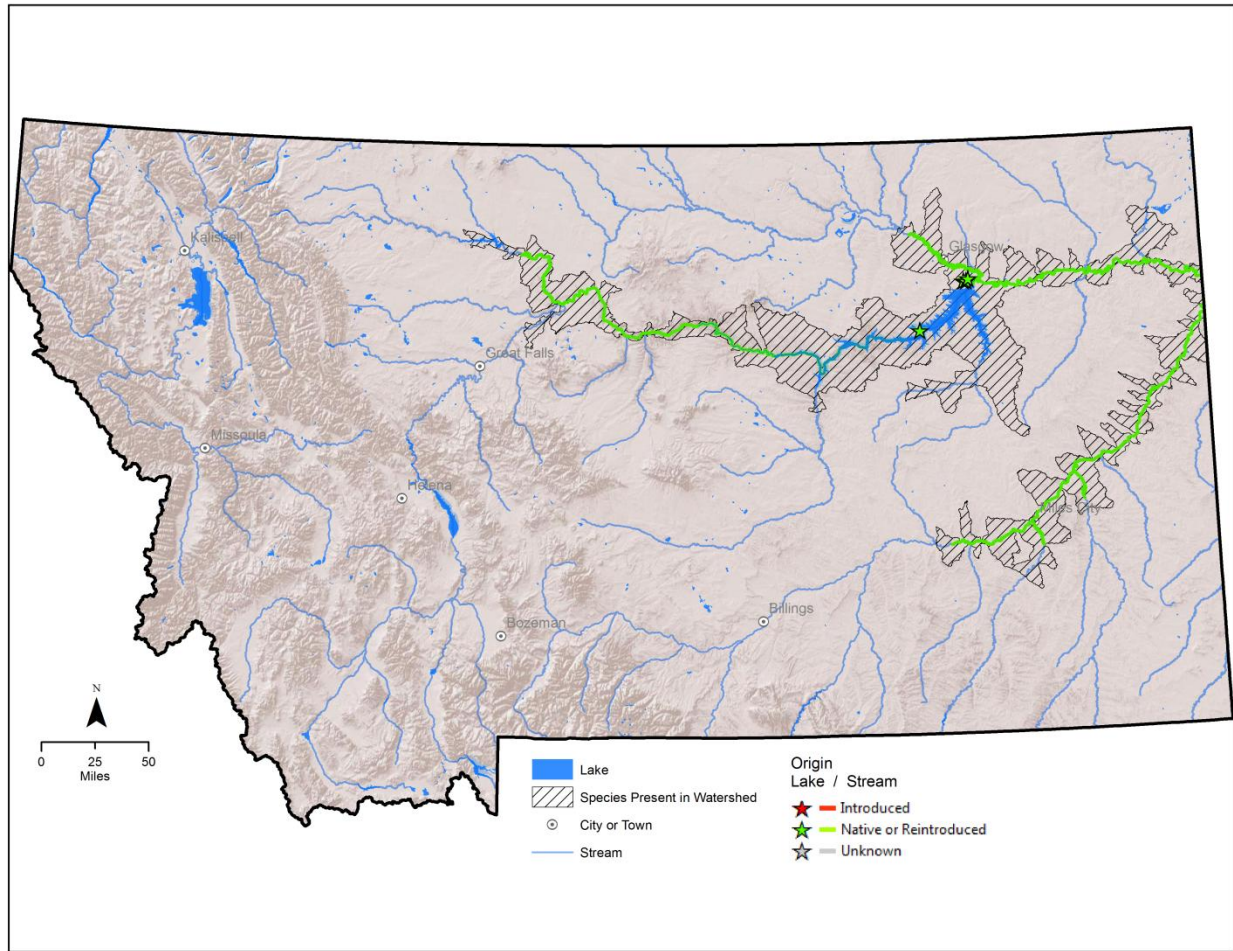 Kalispell
Glasgow
Great Falls
Missoula
Helena
Miles City
Billings
Bozeman
N
0 25 50
Miles
Lake
Species Present in Watershed
City or Town
Stream
Origin
Lake / Stream
Introduced
Native or Reintroduced
Unknown